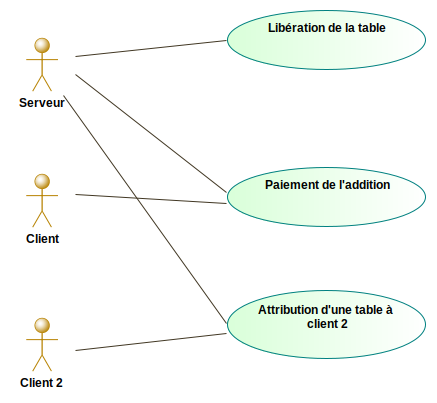 Libération de la table
Serveur
Paiement de l'addition
Client
Attribution d'une table à
client 2
Client 2